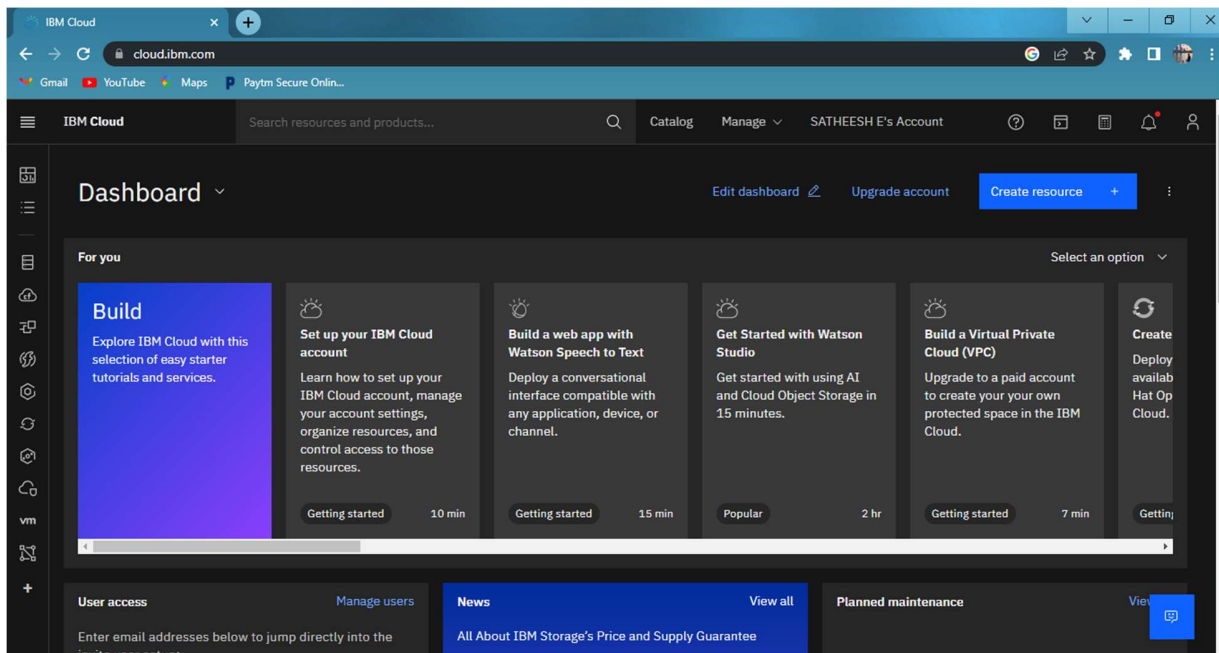 IBM Cloud
cloud.ibm.com
Gmail YouTube Maps Paytm Secure Onlin...
IBM Cloud Search resources and products... Catalog Manage SATHEESH E's Account
Dashboard Edit dashboard Upgrade account Create resource +
For you Select an option
Build
Explore IBM Cloud with this
selection of easy starter
tutorials and services.
Set up your IBM Cloud
account
Learn how to set up your
IBM Cloud account, manage
your account settings,
organize resources, and
control access to those
resources.
Getting started 10 min
Build a web app with
Watson Speech to Text
Deploy a conversational
interface compatible with
any application, device, or
channel.
Getting started 15 min
Get Started with Watson
Studio
Get started with using AI
and Cloud Object Storage in
15 minutes.
Popular 2 hr
Build a Virtual Private
Cloud (VPC)
Upgrade to a paid account
to create your your own
protected space in the IBM
Cloud.
Getting started 7 min
Create
Deploy
availab
Hat Op
Cloud.
Getting
vm
User access Manage users
Enter email addresses below to jump directly into the
News View all
All About IBM Storage's Price and Supply Guarantee
Planned maintenance